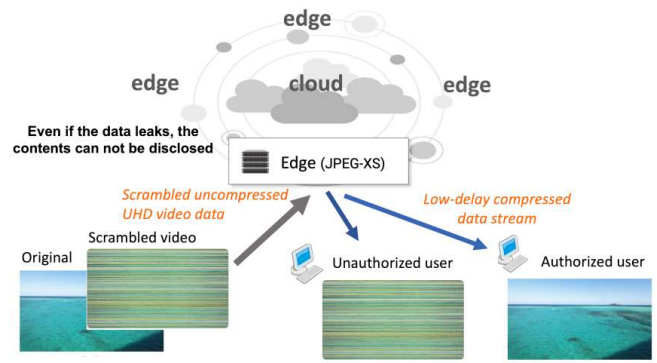 edge
edge
cloud
edge
Even if the data leaks, the
contents can not be disclosed
Edge (JPEG-XS)
Scrambled uncompressed
UHD video data
Low-delay compressed
data stream
Scrambled video
Original
Unauthorized user
Authorized user